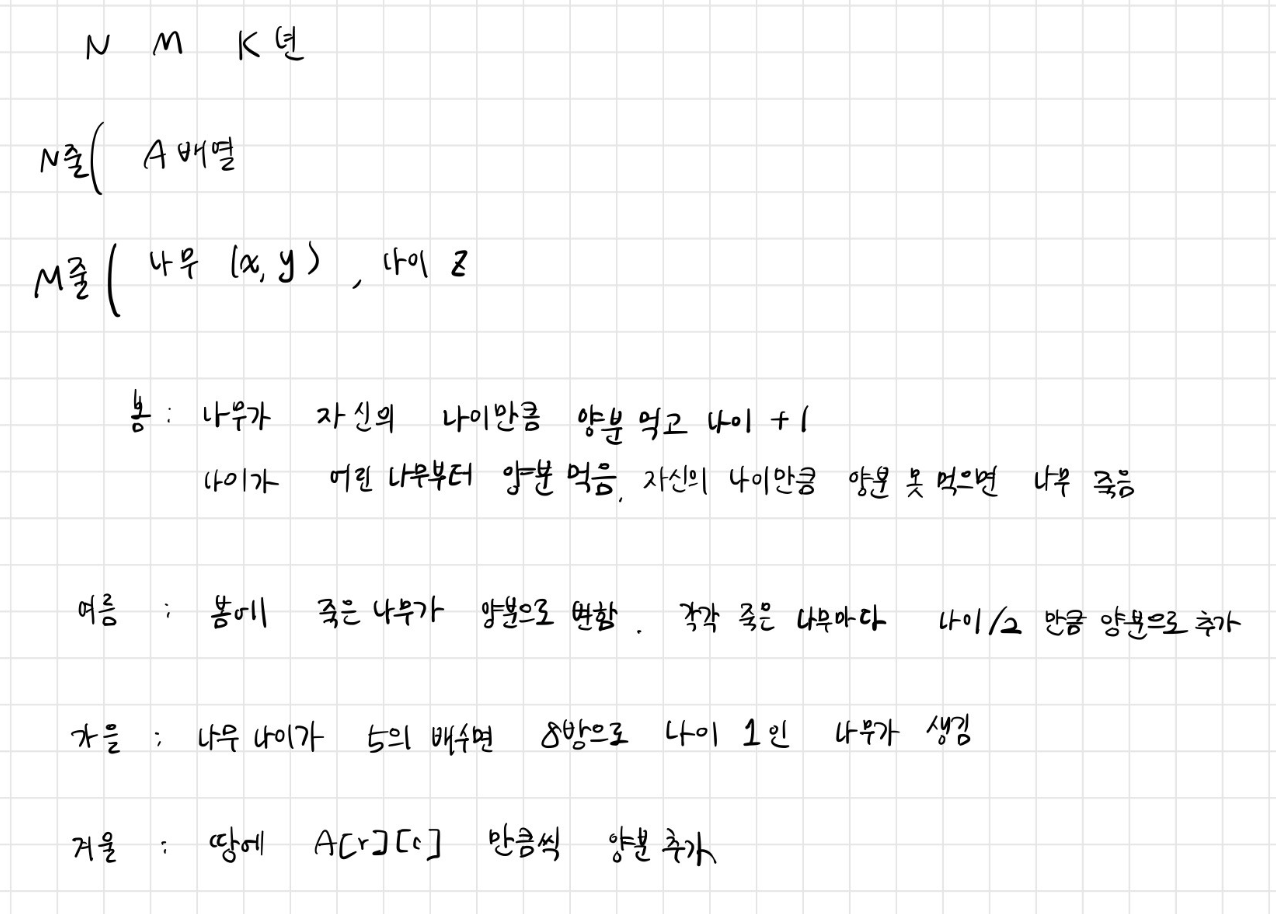 N M K년
N줄( A 배열
M줄( 나무 (x, y) , 나이 z
봄 : 나무가 자신의 나이만큼 양분 먹고 나이 +1
나이가 어린 나무부터 양분 먹음. 자신의 나이만큼 양분 못 먹으면 나무 죽음
여름 : 봄에 죽은 나무가 양분으로 변함. 각각 죽은 나무마다 나이/2 만큼 양분으로 추가
가을 : 나무 나이가 5의 배수면 8방으로 나이 1인 나무가 생김
겨울 : 땅에 A[r][c] 만큼씩 양분 추가